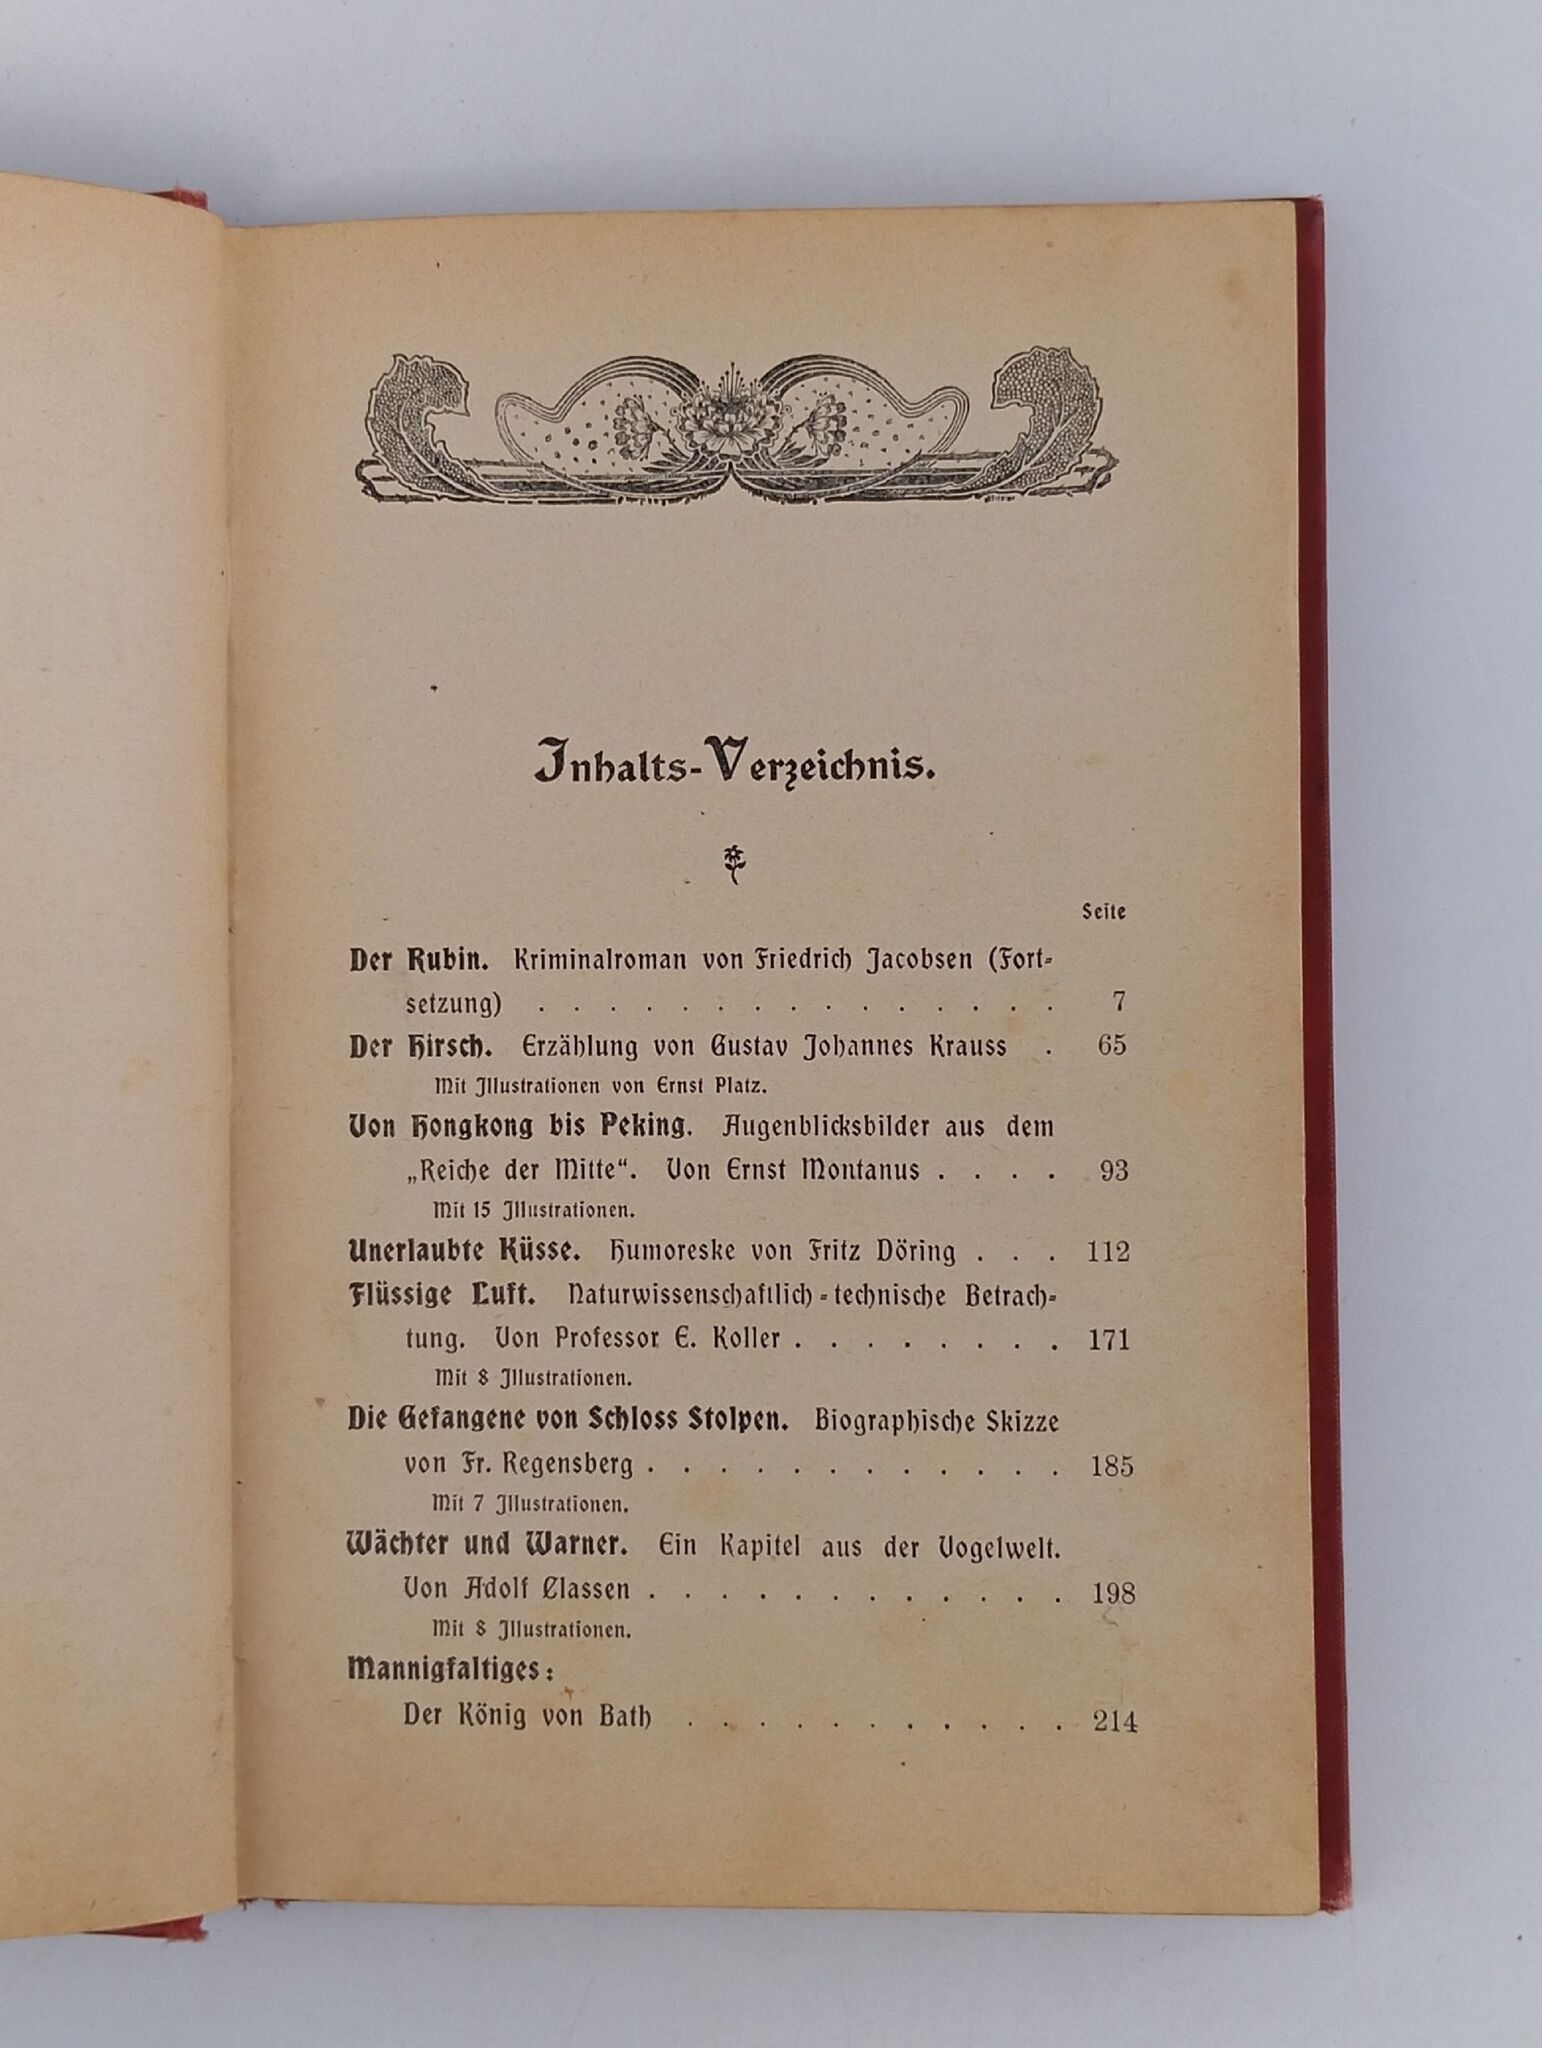 Inhalts-Verzeichnis.
Seite
Der Rubin. Kriminalroman von Friedrich Jacobsen (Fort-
setzung) . . . . . . . . . . . . . . . 7
Der Hirsch. Erzählung von Gustav Johannes Krauss . 65
Mit Illustrationen von Ernst Platz.
Von Hongkong bis Peking. Augenblicksbilder aus dem
„Reiche der Mitte“. Von Ernst Montanus . . . . 93
Mit 15 Illustrationen.
Unerlaubte Küsse. Humoreske von Fritz Döring . . . 112
Flüssige Luft. Naturwissenschaftlich-technische Betrach-
tung. Von Professor E. Koller . . . . . . . . 171
Mit 8 Illustrationen.
Die Gefangene von Schloss Stolpen. Biographische Skizze
von Fr. Regensberg . . . . . . . . . . . . 185
Mit 7 Illustrationen.
Wächter und Warner. Ein Kapitel aus der Vogelwelt.
Von Adolf Classen . . . . . . . . . . . . 198
Mit 8 Illustrationen.
Mannigfaltiges:
Der König von Bath . . . . . . . . . . . 214